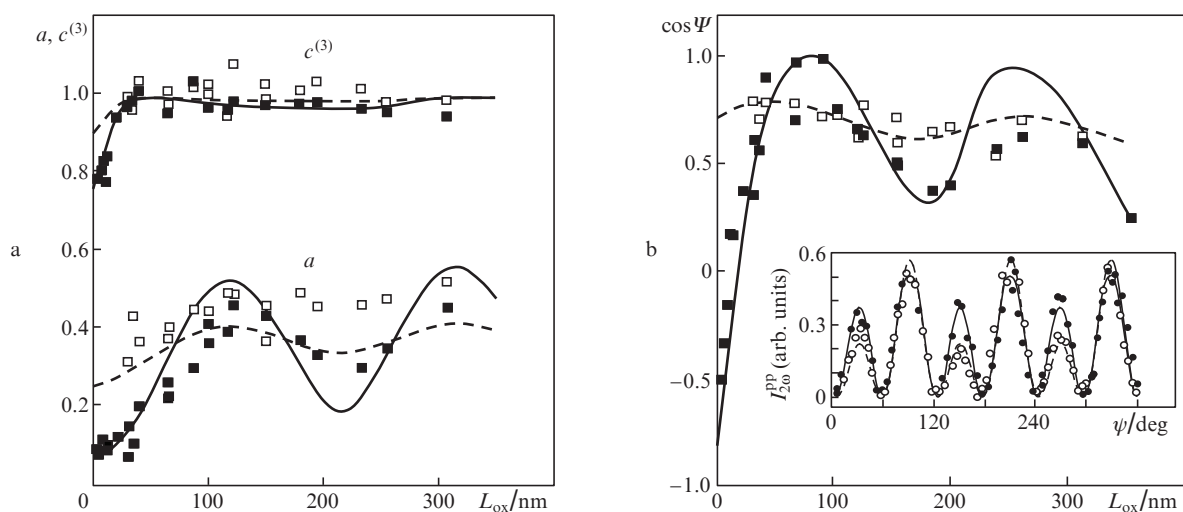 a, c(3)
c(3)
1.0
0.8
0.6
a
0.4
0.2
0
100
200
300
Lox/nm
a
cos Ψ
1.0
0.5
0
−0.5
−1.0
0
100
200
300
Lox/nm
b
I2ωpp (arb. units)
0.6
0.3
0
120
240
ψ/deg